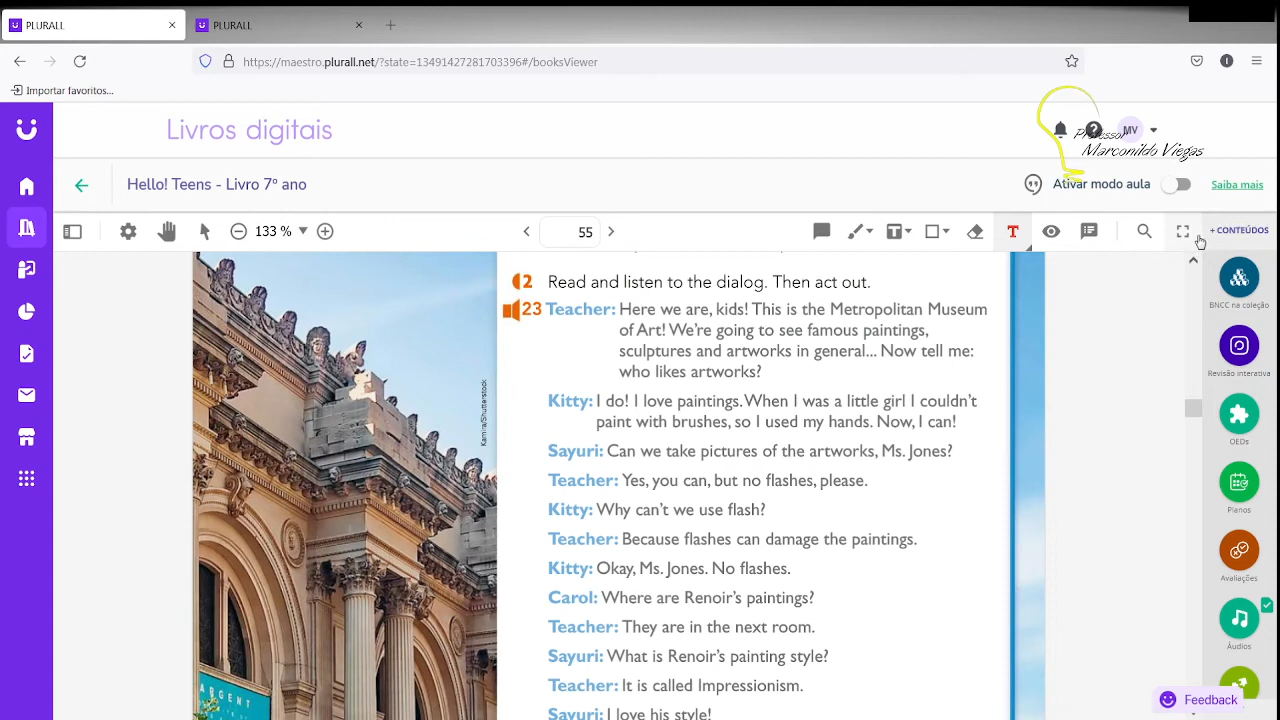 PLURALL
PLURALL
https://maestro.plurall.net/?state=13491427281703396#/booksViewer
Importar favoritos...
Livros digitais
MV
Professor
Marconildo Viegas
Hello! Teens - Livro 7º ano
Ativar modo aula
Saiba mais
133 %
55
+ CONTEÚDOS
2 Read and listen to the dialog. Then act out.
23 Teacher: Here we are, kids! This is the Metropolitan Museum
of Art! We're going to see famous paintings,
sculptures and artworks in general... Now tell me:
who likes artworks?
Kitty: I do! I love paintings. When I was a little girl I couldn't
paint with brushes, so I used my hands. Now, I can!
Sayuri: Can we take pictures of the artworks, Ms. Jones?
Teacher: Yes, you can, but no flashes, please.
Kitty: Why can't we use flash?
Teacher: Because flashes can damage the paintings.
Kitty: Okay, Ms. Jones. No flashes.
Carol: Where are Renoir's paintings?
Teacher: They are in the next room.
Sayuri: What is Renoir's painting style?
Teacher: It is called Impressionism.
Sayuri: I love his style!
Kamira/Shutterstock
ARGENT
BNCC na coleção
Revisão interativa
OEDs
Planos
Avaliações
Áudios
Feedback